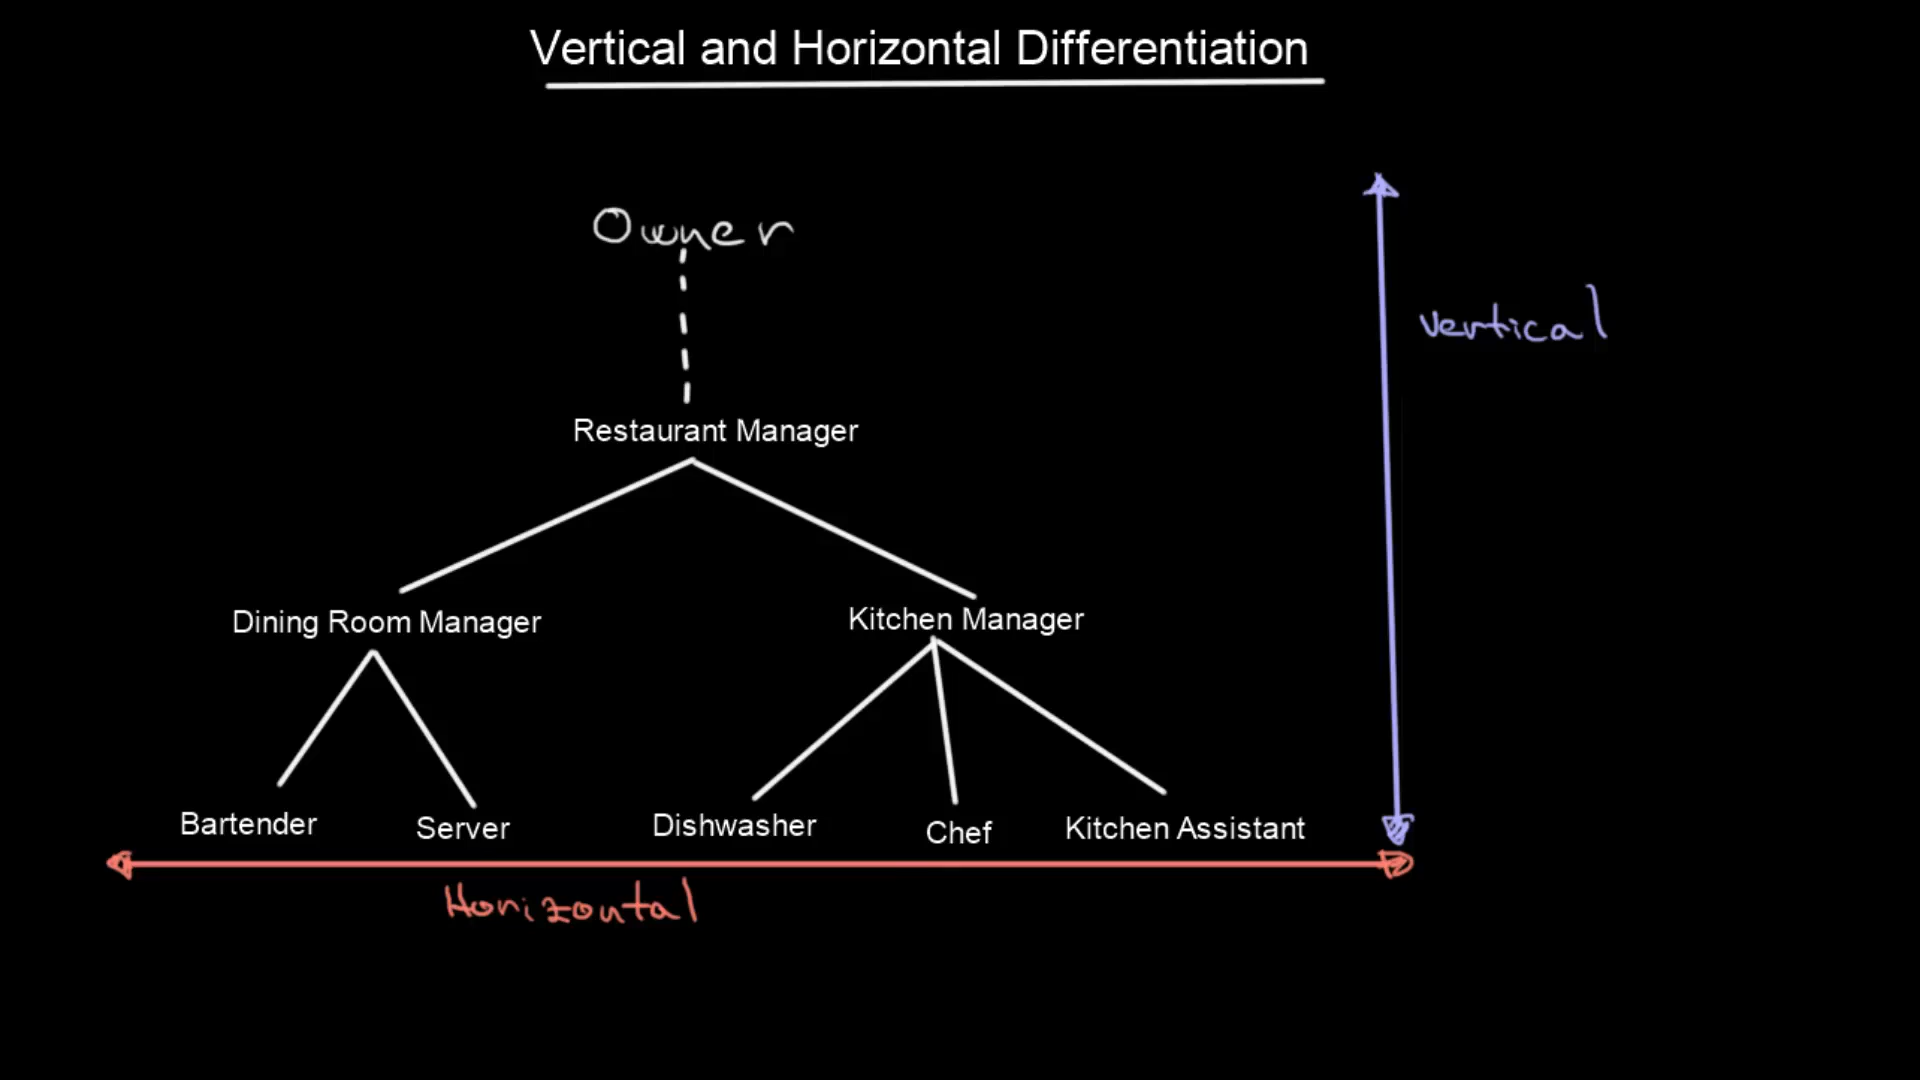 Vertical and Horizontal Differentiation
Owner
vertical
Restaurant Manager
Dining Room Manager
Kitchen Manager
Bartender
Server
Dishwasher
Chef
Kitchen Assistant
Horizontal